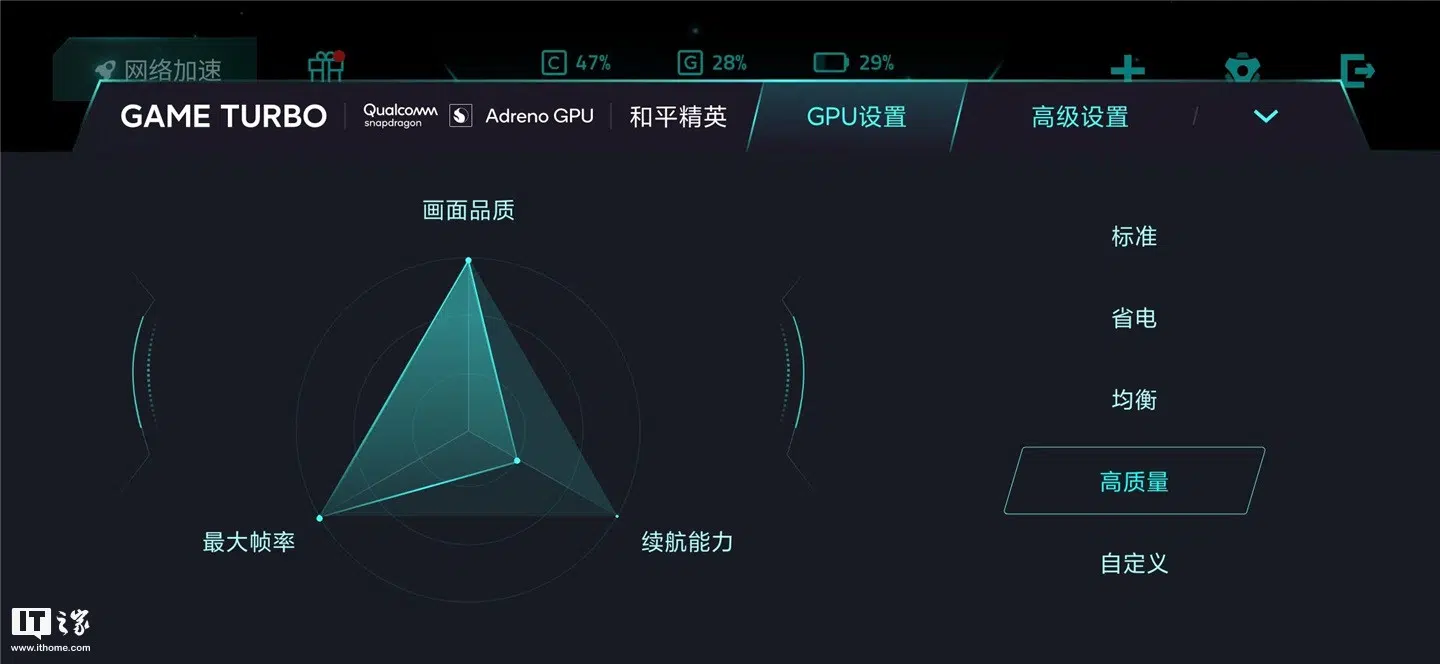 网络加速
C 47%
G 28%
29%
GAME TURBO
Qualcomm
snapdragon
Adreno GPU
和平精英
GPU设置
高级设置
画面品质
最大帧率
续航能力
标准
省电
均衡
高质量
自定义
IT之家
www.ithome.com